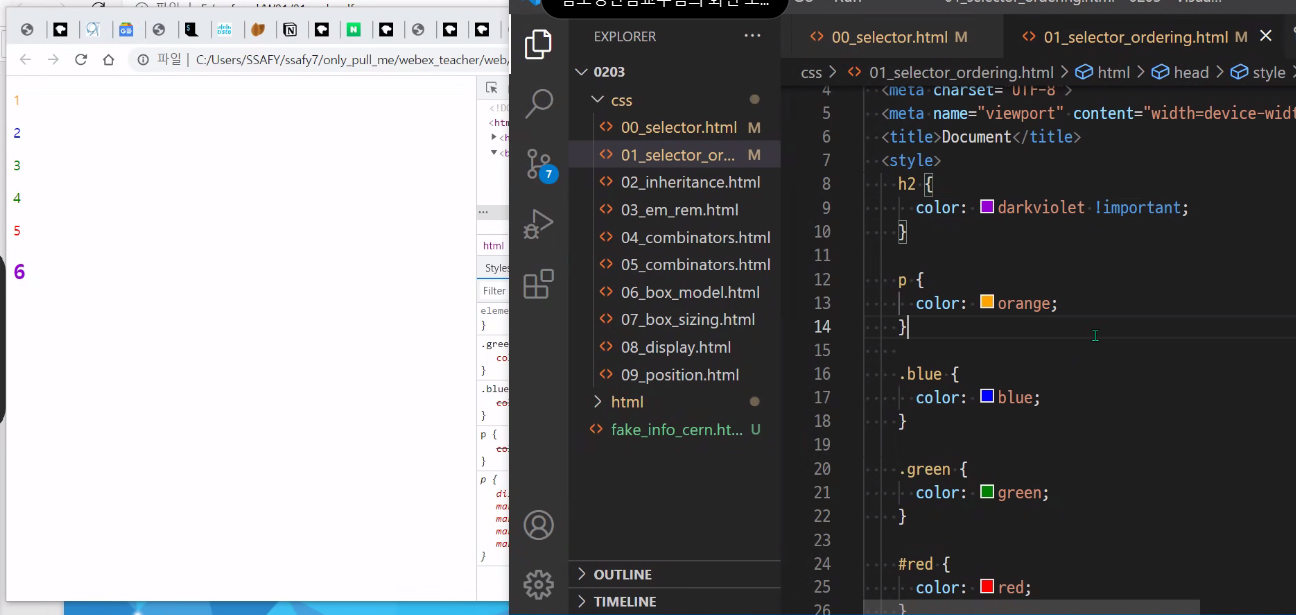 파일 C:/Users/SSAFY/ssafy7/only_pull_me/webex_teacher/web/
1
2
3
4
5
6
html
Styles
Filter
}
.gree
}
.blue
}
p {
}
p {
}
EXPLORER ...
0203
css
00_selector.html M
01_selector_or... M
02_inheritance.html
03_em_rem.html
04_combinators.html
05_combinators.html
06_box_model.html
07_box_sizing.html
08_display.html
09_position.html
html
fake_info_cern.ht... U
7
OUTLINE
TIMELINE
00_selector.html M
01_selector_ordering.html M
css > 01_selector_ordering.html > html > head > style
4 <meta charset="UTF-8">
5 <meta name="viewport" content="width=device-widt
6 <title>Document</title>
7 <style>
8 h2 {
9 color: darkviolet !important;
10 }
11
12 p {
13 color: orange;
14 }
15
16 .blue {
17 color: blue;
18 }
19
20 .green {
21 color: green;
22 }
23
24 #red {
25 color: red;
26 }